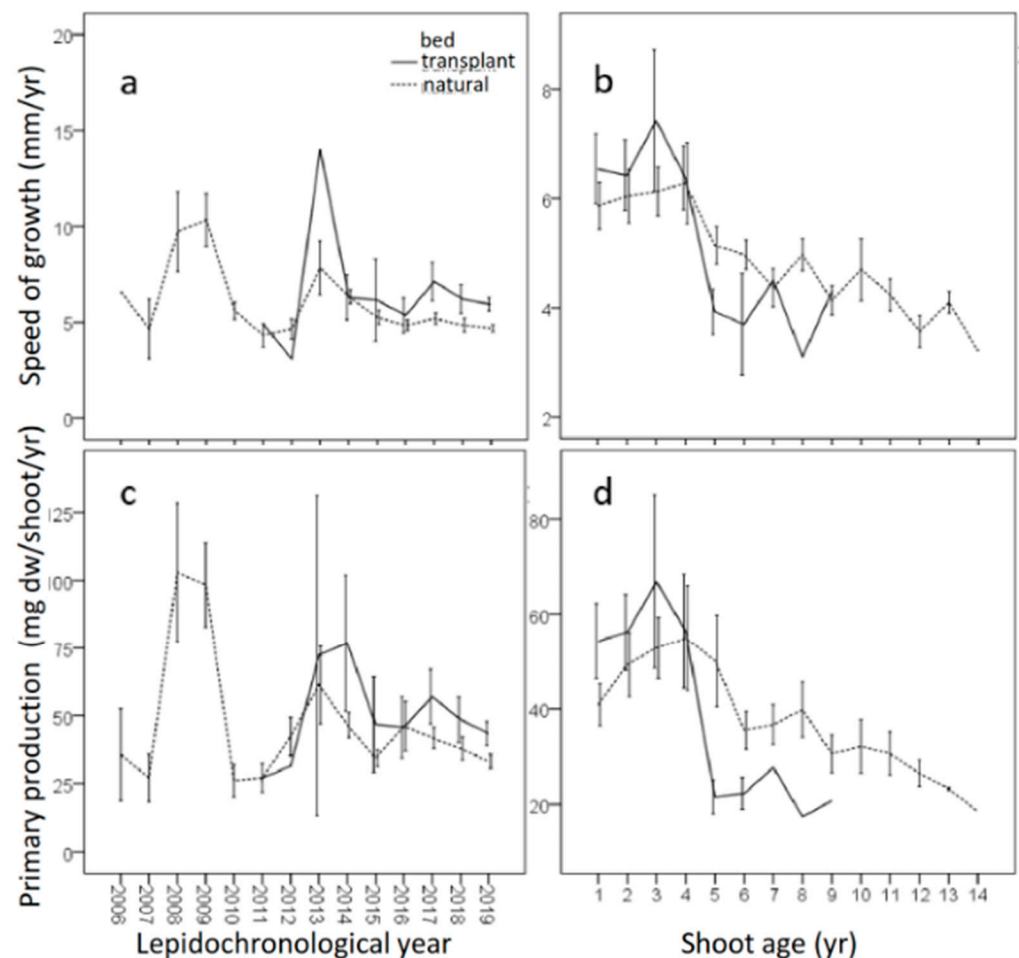 Speed of growth (mm/yr)
20
15
10
5
0
a
bed
transplant
natural
8
6
4
2
b
Primary production (mg dw/shoot/yr)
125
100
75
50
25
0
c
2006
2007
2008
2009
2010
2011
2012
2013
2014
2015
2016
2017
2018
2019
Lepidochronological year
80
60
40
20
d
1 2 3 4 5 6 7 8 9 10 11 12 13 14
Shoot age (yr)